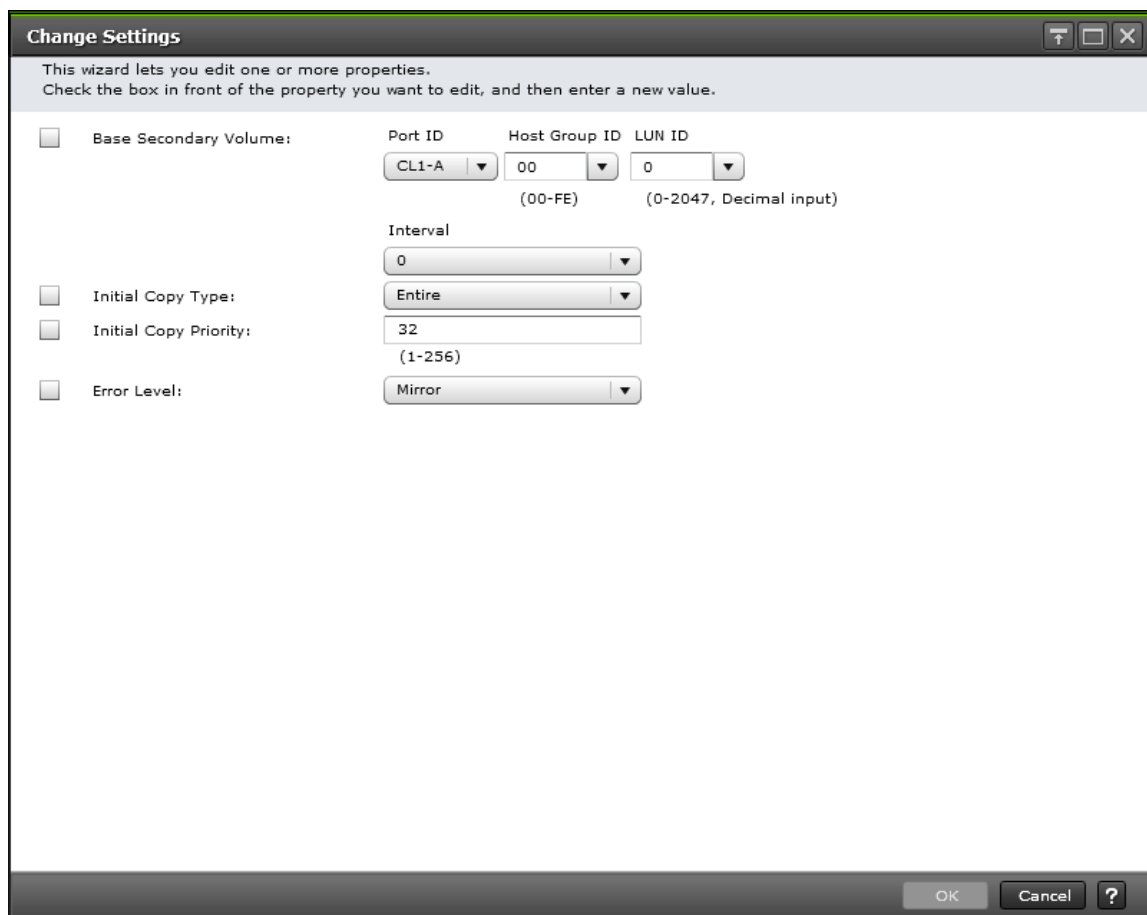 Change Settings
This wizard lets you edit one or more properties.
Check the box in front of the property you want to edit, and then enter a new value.
Base Secondary Volume:
Port ID Host Group ID LUN ID
CL1-A 00 0
(00-FE) (0-2047, Decimal input)
Interval
0
Initial Copy Type: Entire
Initial Copy Priority: 32
(1-256)
Error Level: Mirror
OK Cancel ?